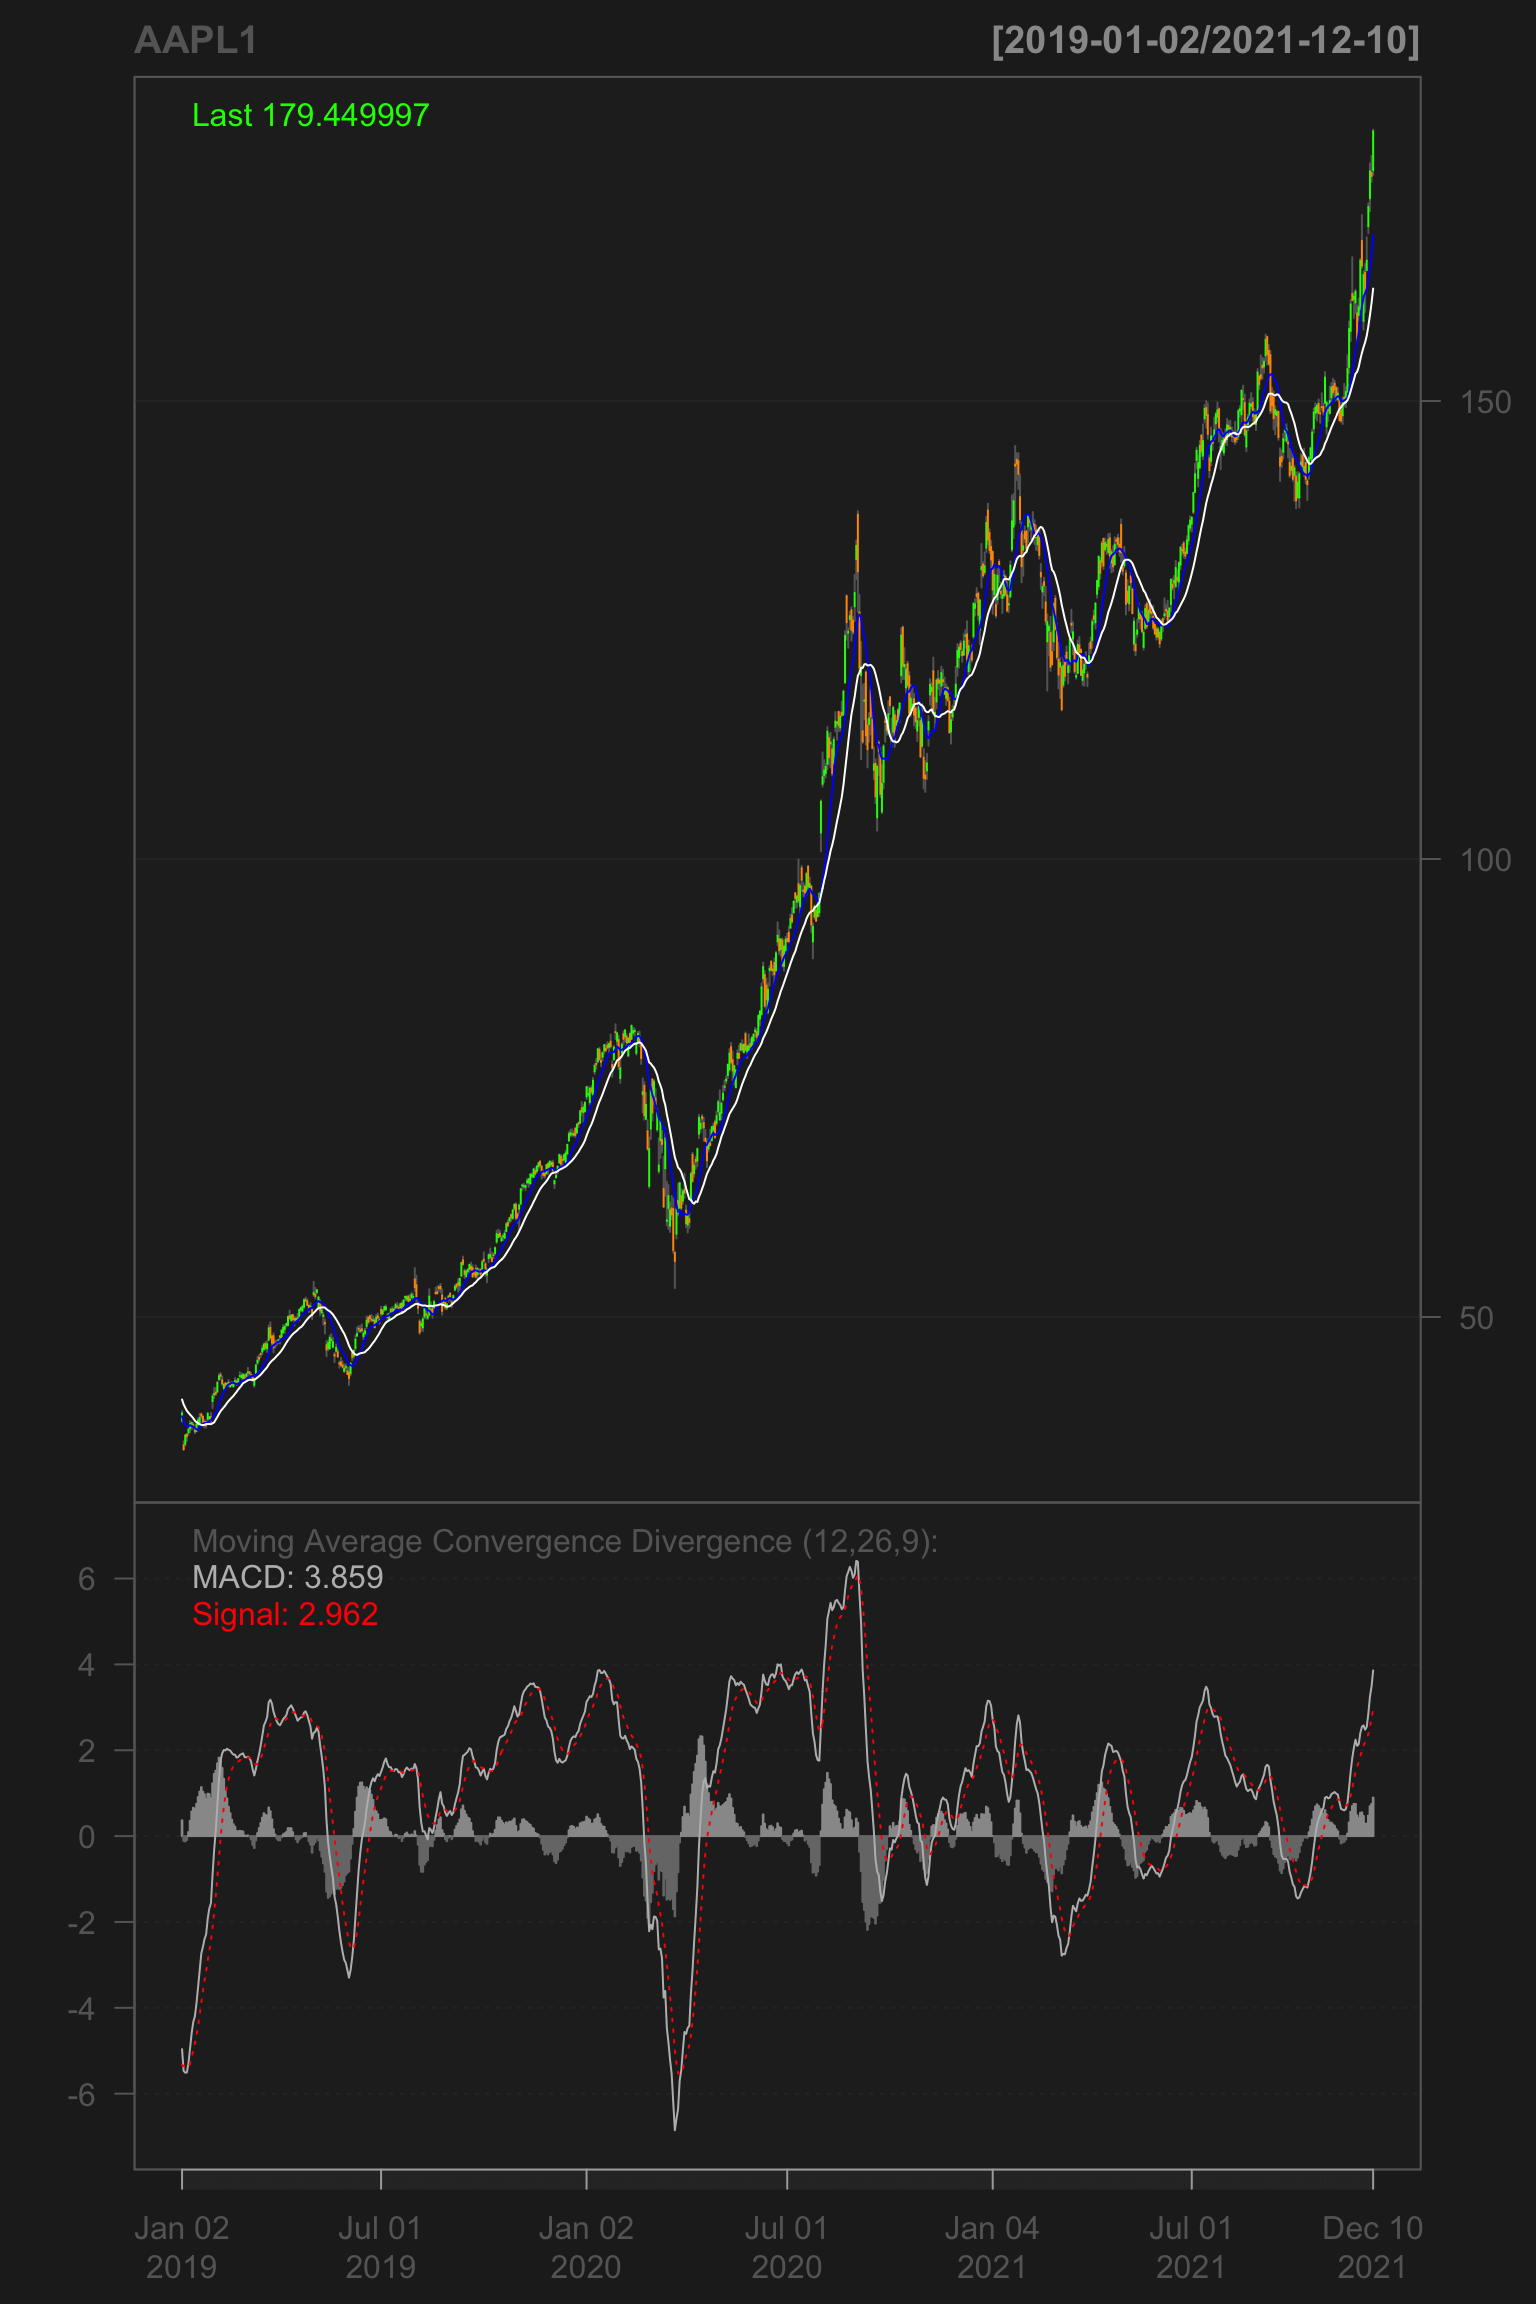 AAPL1
[2019-01-02/2021-12-10]
Last 179.449997
150
100
50
Moving Average Convergence Divergence (12,26,9):
MACD: 3.859
Signal: 2.962
6
4
2
0
-2
-4
-6
Jan 02 Jul 01 Jan 02 Jul 01 Jan 04 Jul 01 Dec 10
2019 2019 2020 2020 2021 2021 2021